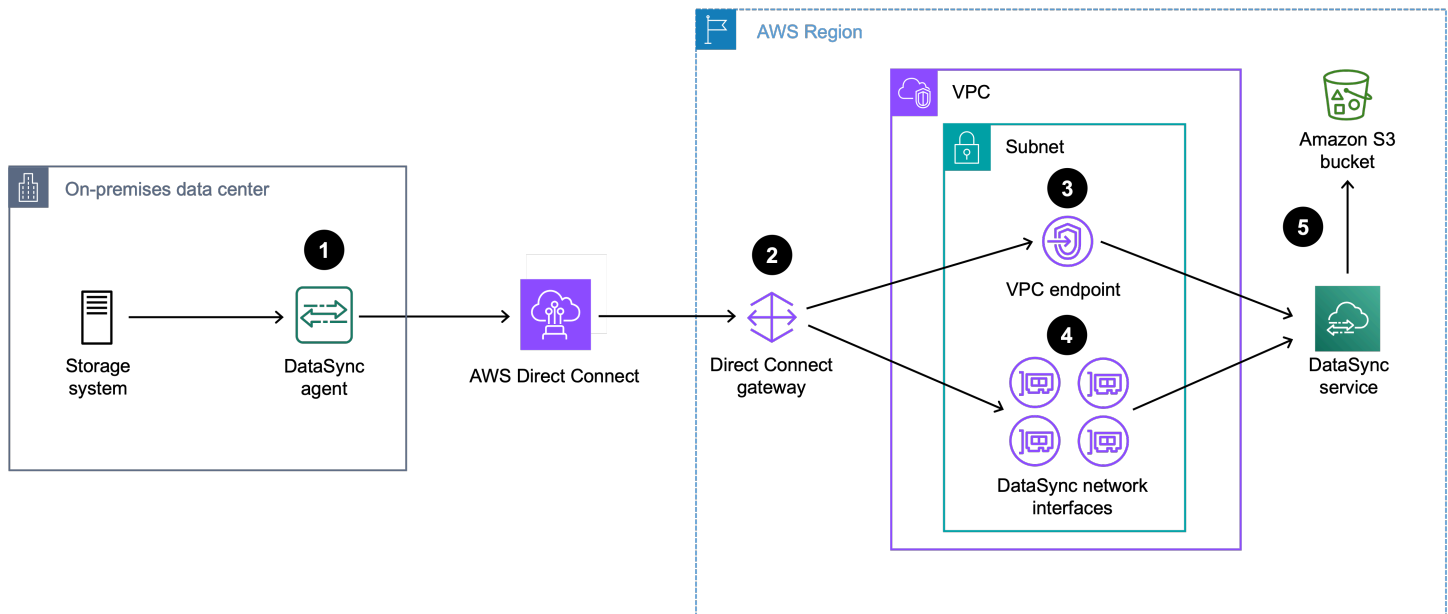 AWS Region
VPC
Subnet
Amazon S3
bucket
On-premises data center
1
2
3
4
5
Storage
system
DataSync
agent
AWS Direct Connect
Direct Connect
gateway
VPC endpoint
DataSync network
interfaces
DataSync
service